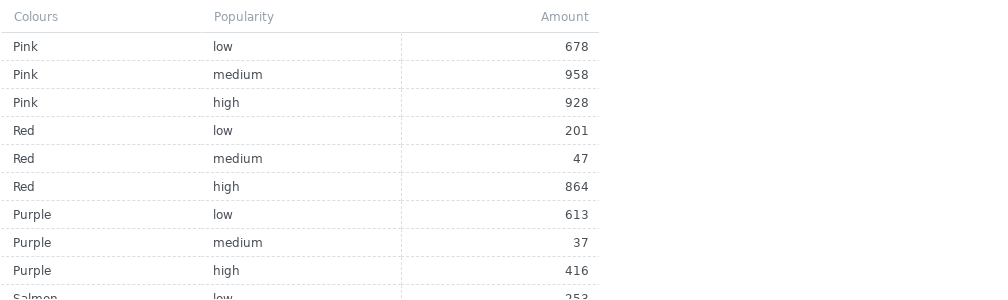 Colours Popularity Amount
Pink low 678
Pink medium 958
Pink high 928
Red low 201
Red medium 47
Red high 864
Purple low 613
Purple medium 37
Purple high 416
Salmon low 253